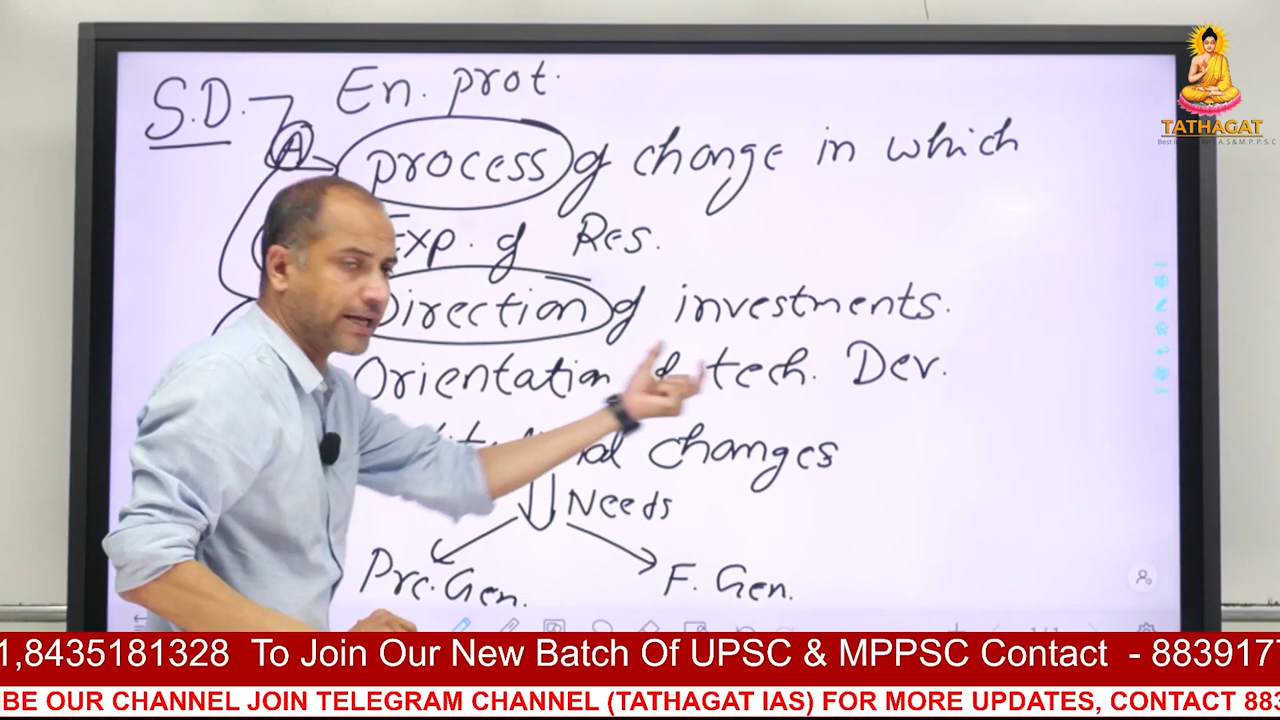 S.D. En. prot.
A process of change in which
Exp. of Res.
Direction of investments.
Orientation of tech. Dev.
changes
Needs
Pre. Gen. F. Gen.
TATHAGAT
1,8435181328 To Join Our New Batch Of UPSC & MPPSC Contact - 8839177
BE OUR CHANNEL JOIN TELEGRAM CHANNEL (TATHAGAT IAS) FOR MORE UPDATES, CONTACT 883